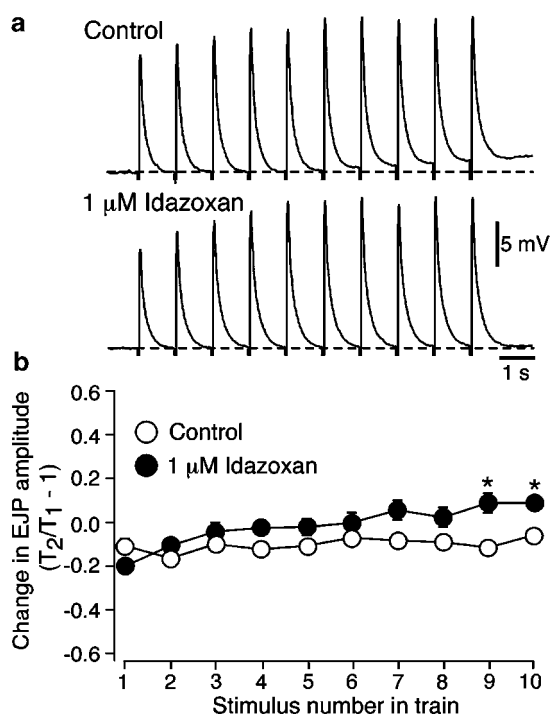 a
Control
1 μM Idazoxan
5 mV
1 s
b
Change in EJP amplitude
(T2/T1 - 1)
0.6
0.4
0.2
0.0
-0.2
-0.4
-0.6
Control
1 μM Idazoxan
* *
1 2 3 4 5 6 7 8 9 10
Stimulus number in train